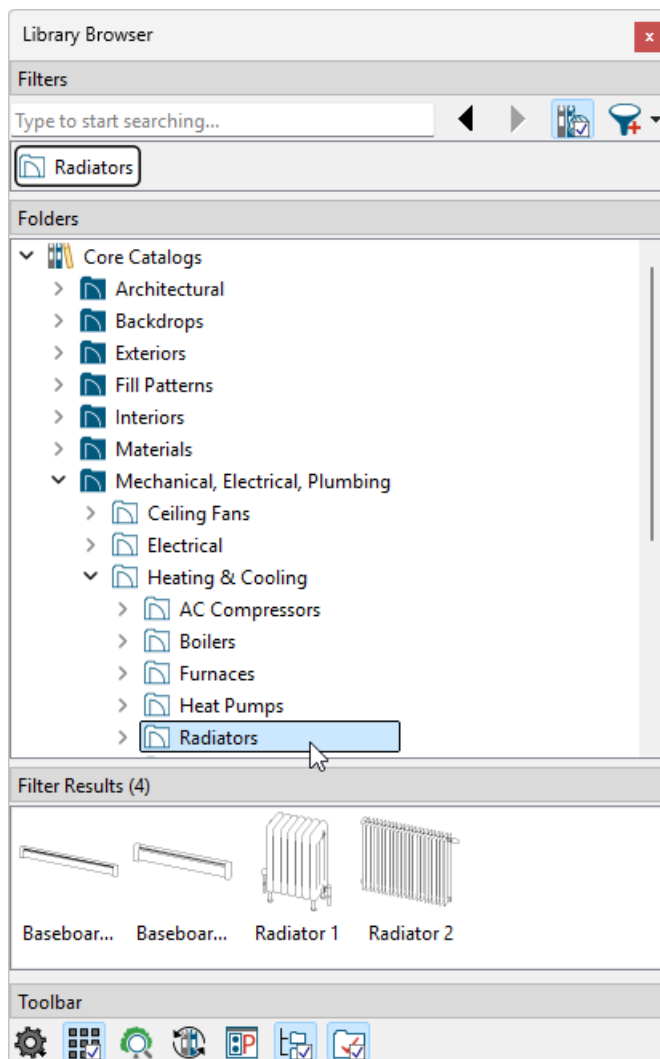 Library Browser
x
Filters
Type to start searching...
Radiators
Folders
Core Catalogs
Architectural
Backdrops
Exteriors
Fill Patterns
Interiors
Materials
Mechanical, Electrical, Plumbing
Ceiling Fans
Electrical
Heating & Cooling
AC Compressors
Boilers
Furnaces
Heat Pumps
Radiators
Filter Results (4)
Baseboar... Baseboar... Radiator 1 Radiator 2
Toolbar
P